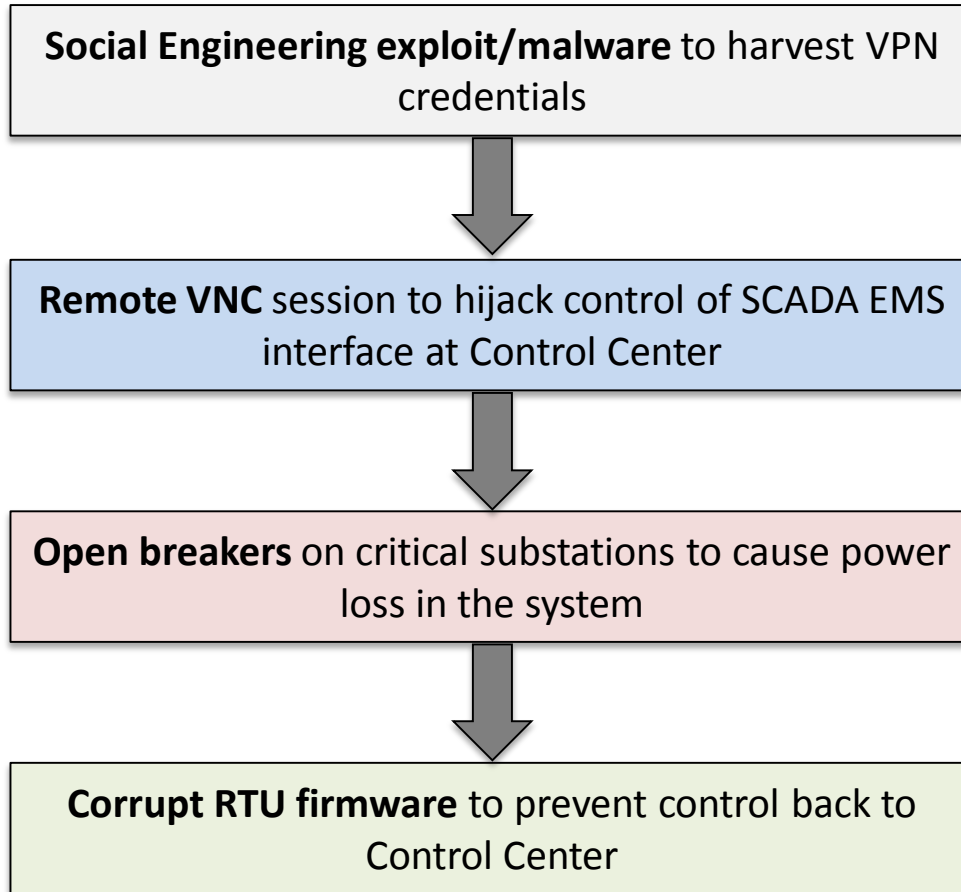 Social Engineering exploit/malware to harvest VPN
credentials
Remote VNC session to hijack control of SCADA EMS
interface at Control Center
Open breakers on critical substations to cause power
loss in the system
Corrupt RTU firmware to prevent control back to
Control Center